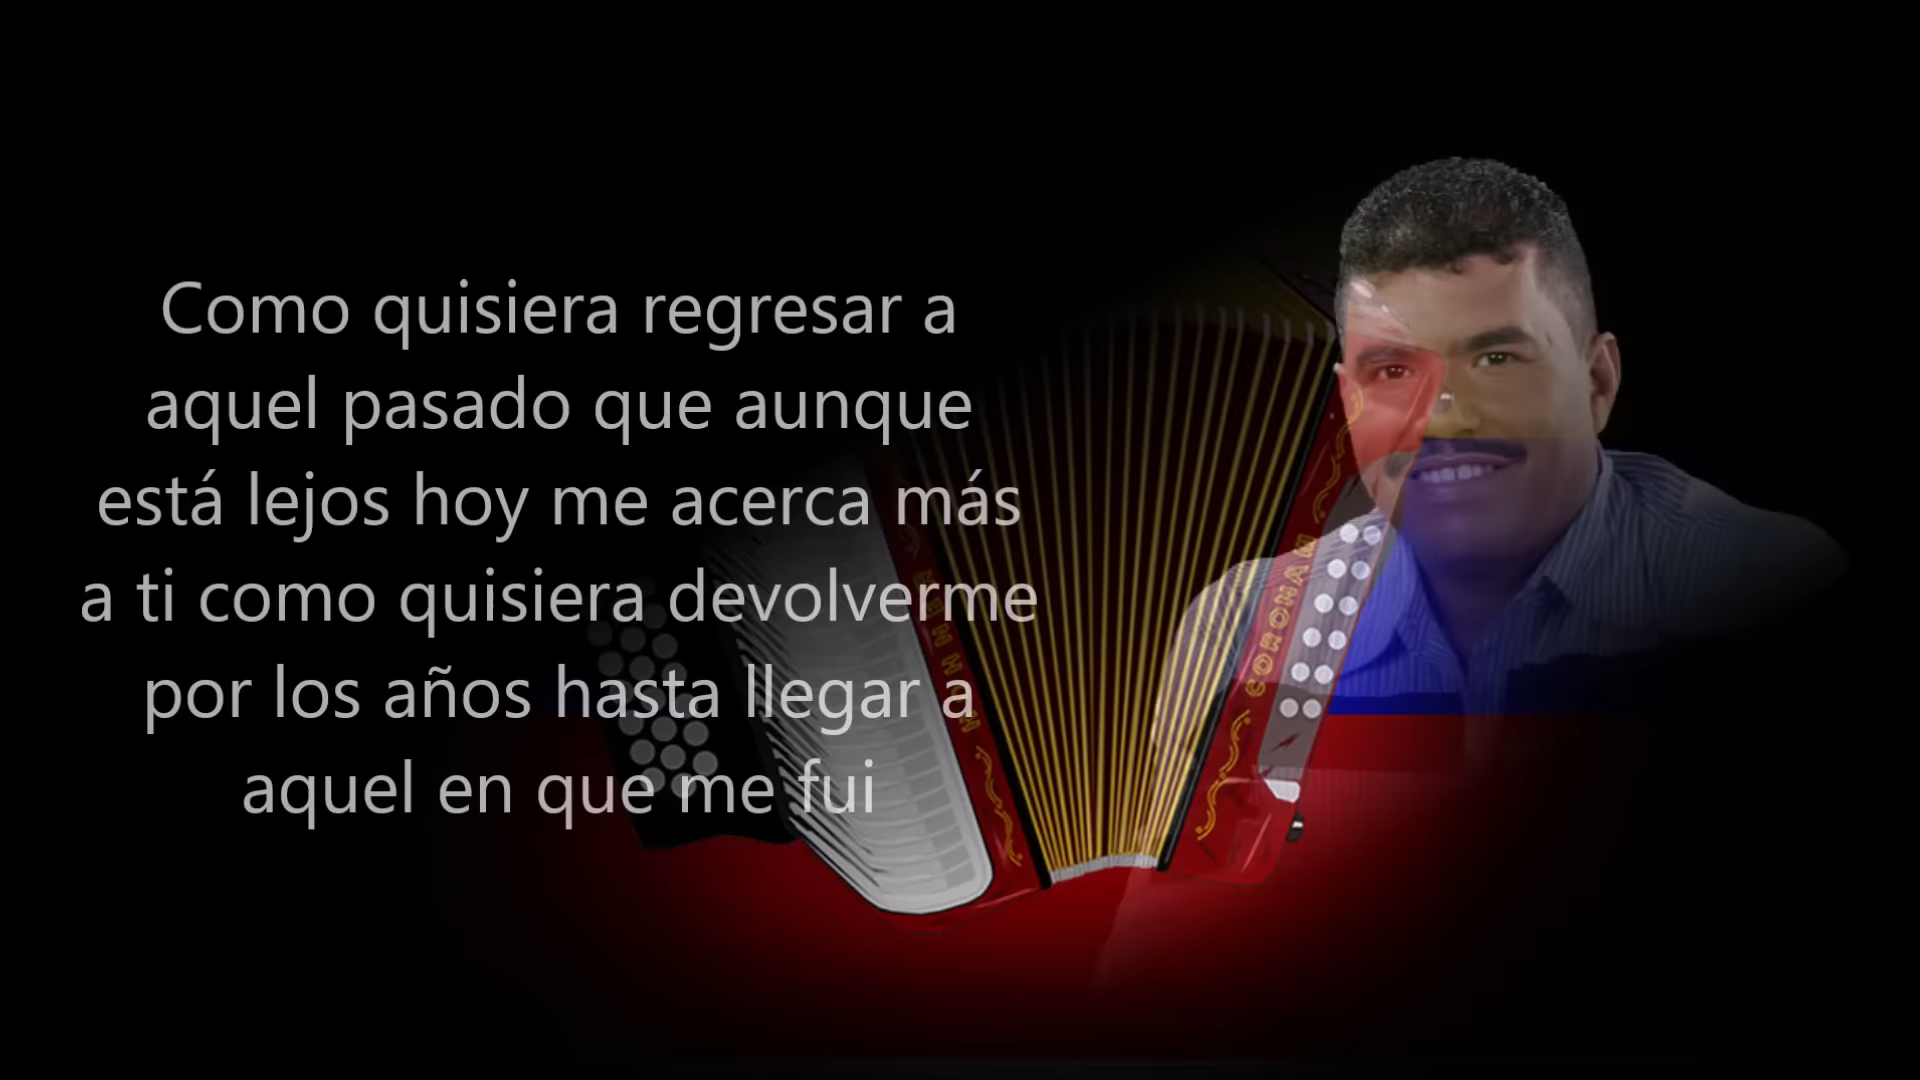 Como quisiera regresar a
aquel pasado que aunque
está lejos hoy me acerca más
a ti como quisiera devolverme
por los años hasta llegar a
aquel en que me fui